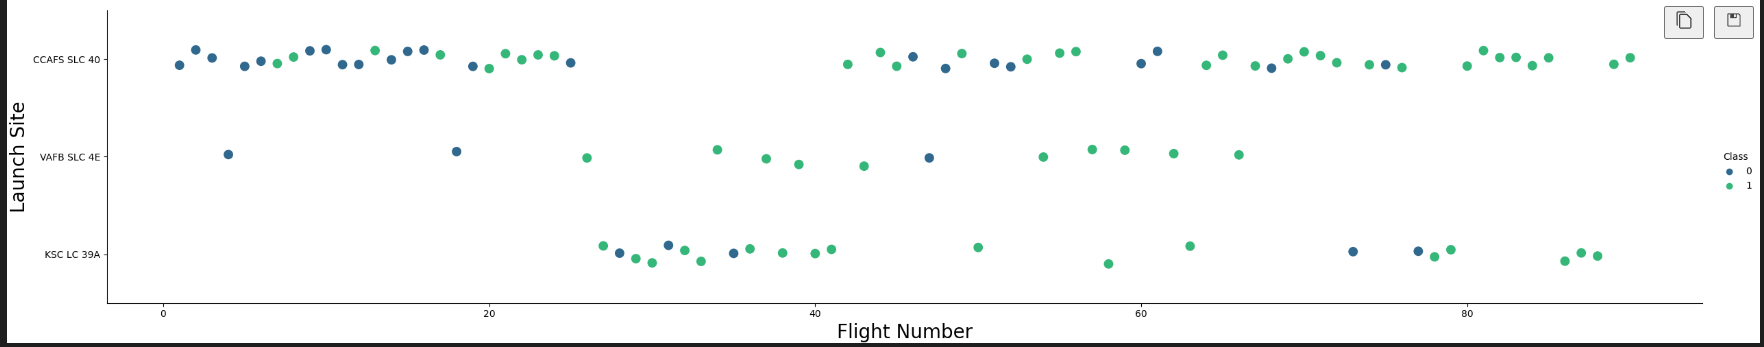 CCAFS SLC 40
VAFB SLC 4E
KSC LC 39A
Launch Site
0 20 40 60 80
Flight Number
Class
0
1